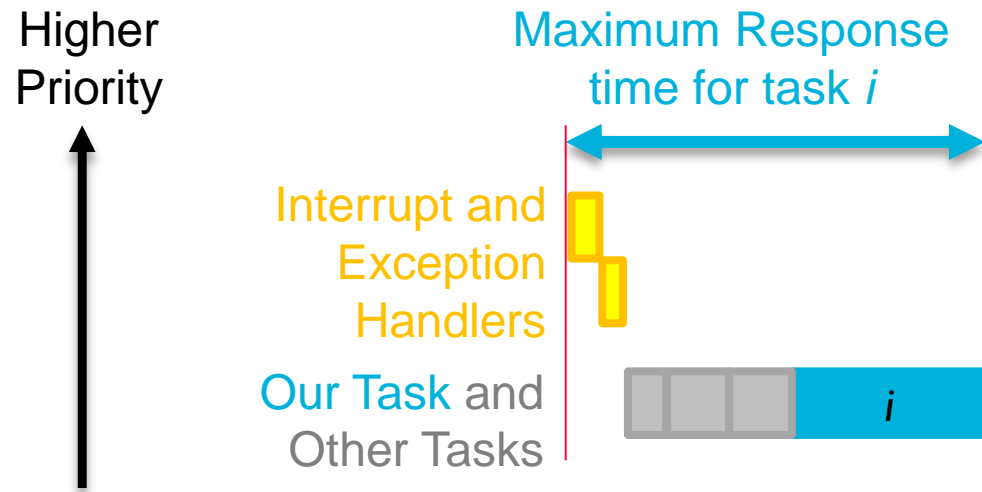 Higher
Priority
Maximum Response
time for task i
Interrupt and
Exception
Handlers
Our Task and
Other Tasks
i